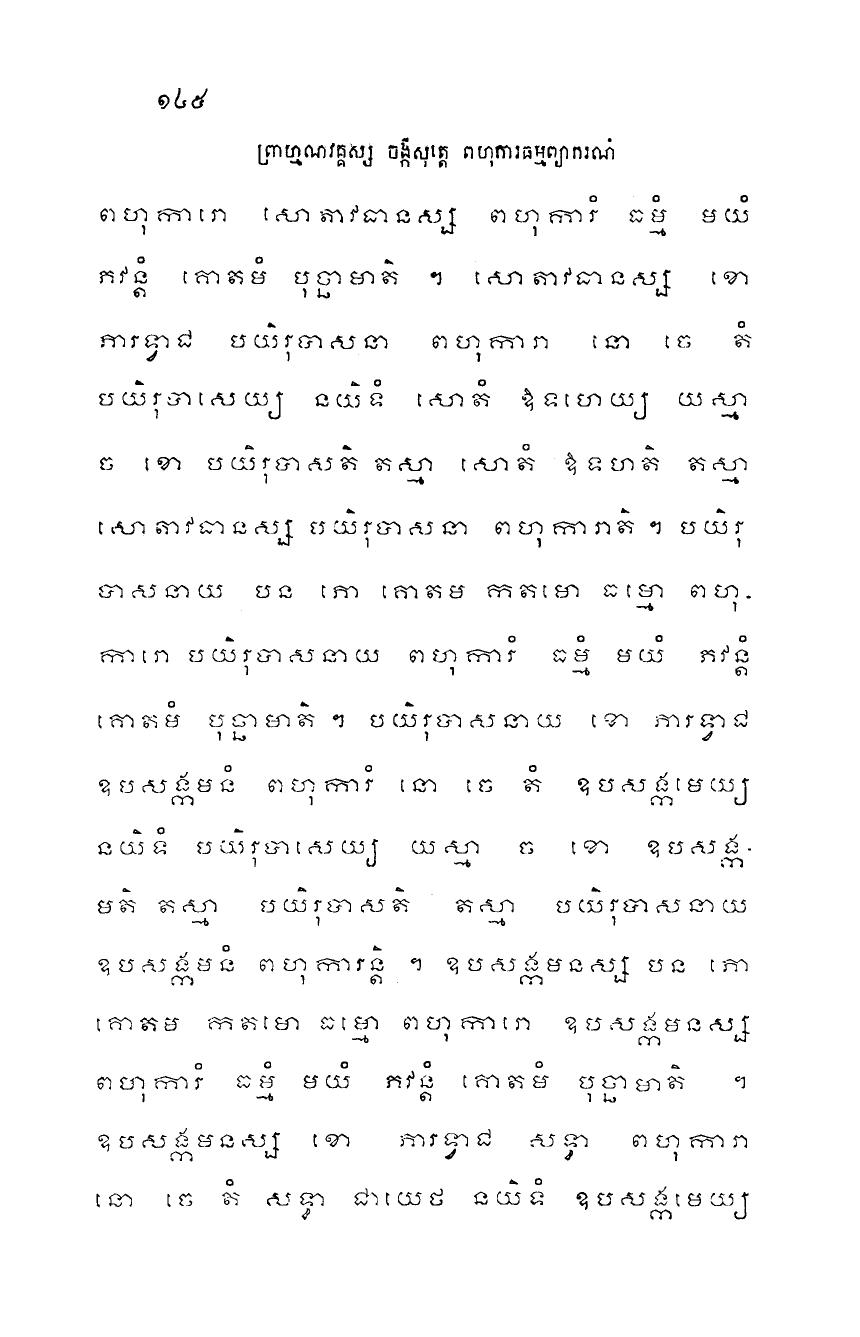 ១៤៥
ព្រាហ្មណវគ្គស្ស ចង្កីសុត្តេ ពហុការធម្មព្យាករណំ
ពហុការោ សោតាវធានស្ស ពហុការំ ធម្មំ មយំ
ភវន្តំ គោតមំ បុច្ឆាមាតិ ។ សោតាវធានស្ស ខោ
ភារទ្វាជ បយិរុបាសនា ពហុការា នោ ចេ តំ
បយិរុបាសេយ្យ នយិទំ សោតំ ឱទហេយ្យ យស្មា
ច ខោ បយិរុបាសតិ តស្មា សោតំ ឱទហតិ តស្មា
សោតាវធានស្ស បយិរុបាសនា ពហុការាតិ ។ បយិរុ
បាសនាយ បន ភោ គោតម កតមោ ធម្មោ ពហុ-
ការោ បយិរុបាសនាយ ពហុការំ ធម្មំ មយំ ភវន្តំ
គោតមំ បុច្ឆាមាតិ ។ បយិរុបាសនាយ ខោ ភារទ្វាជ
ឧបសង្កមនំ ពហុការំ នោ ចេ តំ ឧបសង្កមេយ្យ
នយិទំ បយិរុបាសេយ្យ យស្មា ច ខោ ឧបសង្ក-
មតិ តស្មា បយិរុបាសតិ តស្មា បយិរុបាសនាយ
ឧបសង្កមនំ ពហុការន្តិ ។ ឧបសង្កមនស្ស បន ភោ
គោតម កតមោ ធម្មោ ពហុការោ ឧបសង្កមនស្ស
ពហុការំ ធម្មំ មយំ ភវន្តំ គោតមំ បុច្ឆាមាតិ ។
ឧបសង្កមនស្ស ខោ ភារទ្វាជ សទ្ធា ពហុការា
នោ ចេ តំ សទ្ធា ជាយេថ នយិទំ ឧបសង្កមេយ្យ